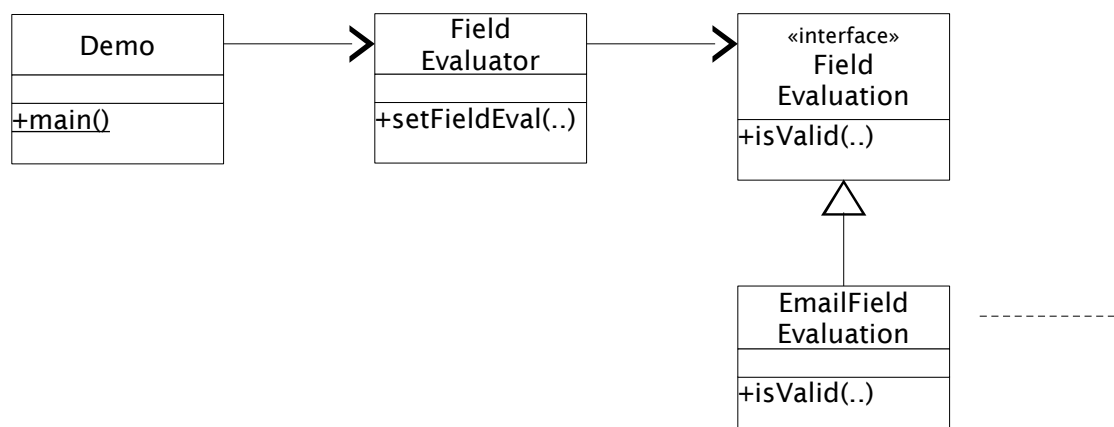 Demo
+main()
Field
Evaluator
+setFieldEval(..)
«interface»
Field
Evaluation
+isValid(..)
EmailField
Evaluation
+isValid(..)